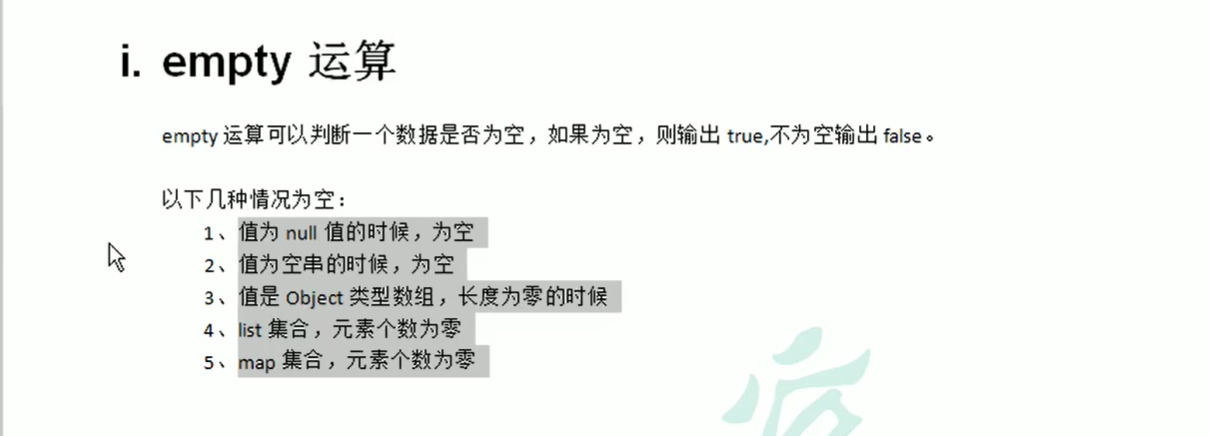 i. empty 运算
empty 运算可以判断一个数据是否为空，如果为空，则输出 true,不为空输出 false。
以下几种情况为空：
1、值为 null 值的时候，为空
2、值为空串的时候，为空
3、值是 Object 类型数组，长度为零的时候
4、list 集合，元素个数为零
5、map 集合，元素个数为零